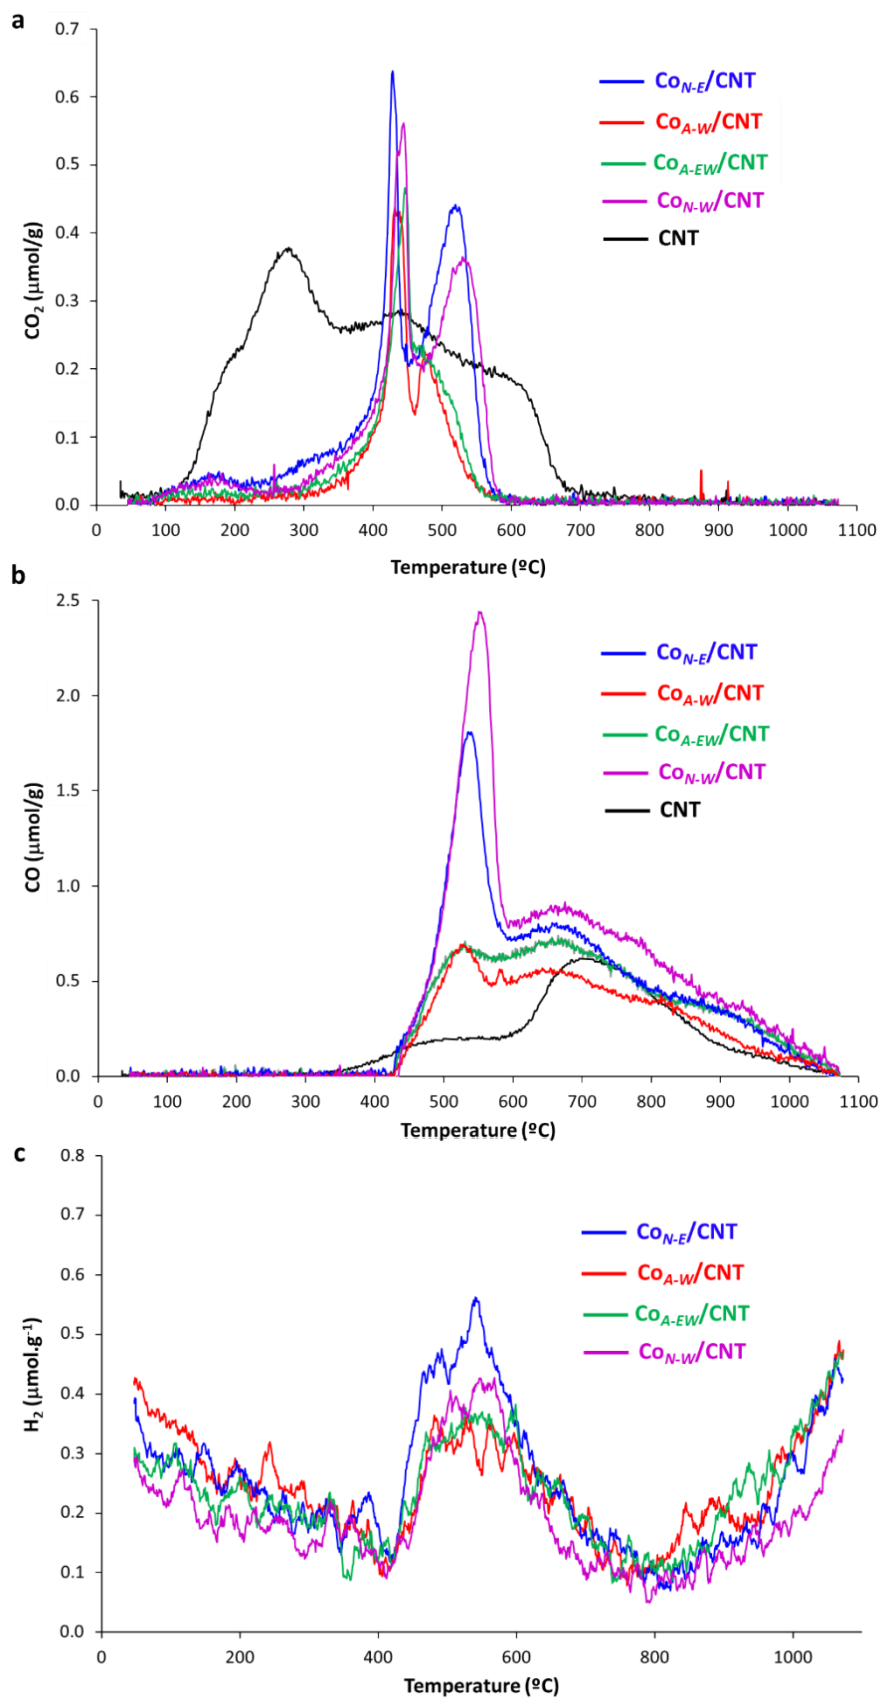 a
0.7
0.6
0.5
0.4
0.3
0.2
0.1
0.0
CO2 (µmol/g)
CoN-E/CNT
CoA-W/CNT
CoA-EW/CNT
CoN-W/CNT
CNT
0 100 200 300 400 500 600 700 800 900 1000 1100
Temperature (ºC)
b
2.5
2.0
1.5
1.0
0.5
0.0
CO (µmol/g)
CoN-E/CNT
CoA-W/CNT
CoA-EW/CNT
CoN-W/CNT
CNT
0 100 200 300 400 500 600 700 800 900 1000 1100
Temperature (ºC)
c
0.8
0.7
0.6
0.5
0.4
0.3
0.2
0.1
0.0
H2 (µmol.g-1)
CoN-E/CNT
CoA-W/CNT
CoA-EW/CNT
CoN-W/CNT
0 200 400 600 800 1000
Temperature (ºC)